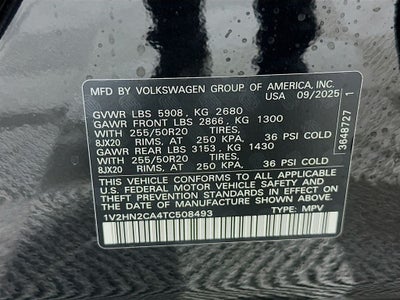 MFD BY VOLKSWAGEN GROUP OF AMERICA, INC.
USA 09/2025
GVWR LBS 5908, KG 2680
GAWR FRONT LBS 2866, KG 1300
WITH 255/50R20 TIRES,
8JX20 RIMS, AT 250 KPA. 36 PSI COLD
GAWR REAR LBS 3153, KG 1430
WITH 255/50R20 TIRES,
8JX20 RIMS, AT 250 KPA. 36 PSI COLD
THIS VEHICLE CONFORMS TO ALL APPLICABLE
U.S. FEDERAL MOTOR VEHICLE SAFETY AND
THEFT PREVENTION STANDARDS IN EFFECT ON
DATE OF MANUFACTURE SHOWN ABOVE.
1V2HN2CA4TC508493 TYPE: MPV
3648727 1